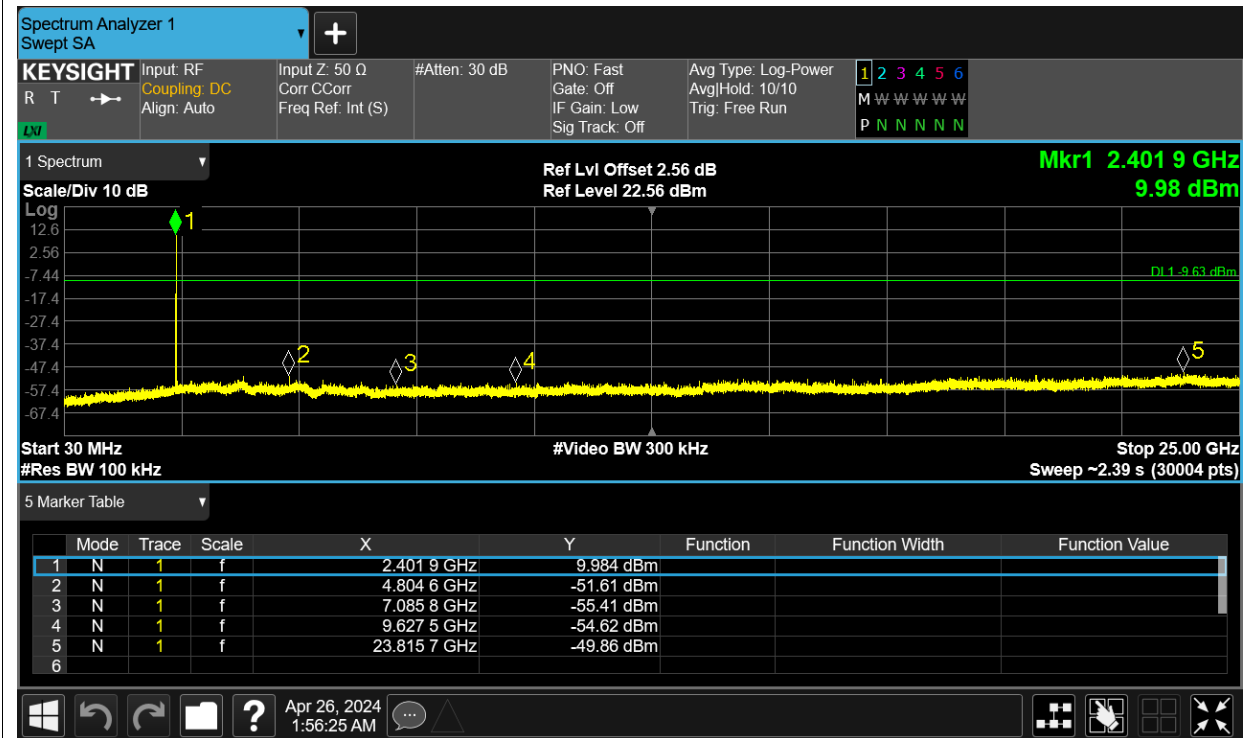 Spectrum Analyzer 1
Swept SA
KEYSIGHT Input: RF Input Z: 50 Ω #Atten: 30 dB PNO: Fast Avg Type: Log-Power 1 2 3 4 5 6
R T Coupling: DC Corr CCorr Gate: Off Avg|Hold: 10/10 M W W W W W
Align: Auto Freq Ref: Int (S) IF Gain: Low Trig: Free Run
LXI Sig Track: Off P N N N N N
1 Spectrum Ref Lvl Offset 2.56 dB Mkr1 2.401 9 GHz
Scale/Div 10 dB Ref Level 22.56 dBm 9.98 dBm
Log
1
12.6
2.56
-7.44 DL1 -9.63 dBm
-17.4
-27.4
-37.4
2 3 4 5
-47.4
-57.4
-67.4
Start 30 MHz #Video BW 300 kHz Stop 25.00 GHz
#Res BW 100 kHz Sweep ~2.39 s (30004 pts)
5 Marker Table
Mode Trace Scale X Y Function Function Width Function Value
1 N 1 f 2.401 9 GHz 9.984 dBm
2 N 1 f 4.804 6 GHz -51.61 dBm
3 N 1 f 7.085 8 GHz -55.41 dBm
4 N 1 f 9.627 5 GHz -54.62 dBm
5 N 1 f 23.815 7 GHz -49.86 dBm
6
? Apr 26, 2024
1:56:25 AM